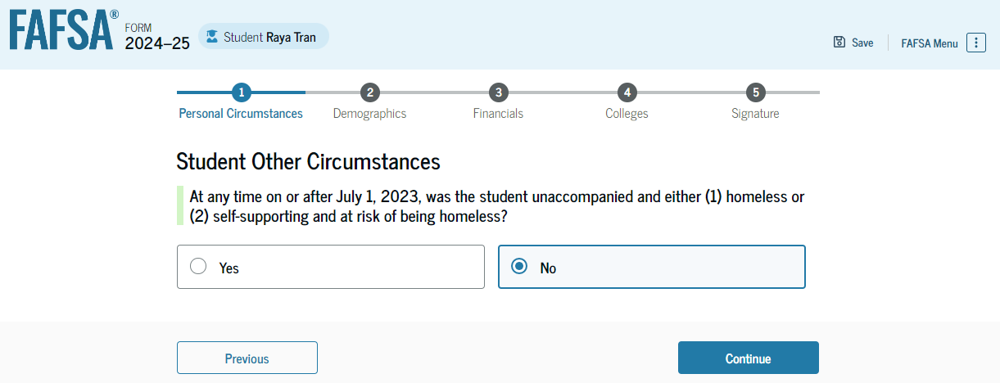 FAFSA®
FORM
2024–25
Student Raya Tran
Save
FAFSA Menu
1
2
3
4
5
Personal Circumstances
Demographics
Financials
Colleges
Signature
Student Other Circumstances
At any time on or after July 1, 2023, was the student unaccompanied and either (1) homeless or
(2) self-supporting and at risk of being homeless?
Yes
No
Previous
Continue